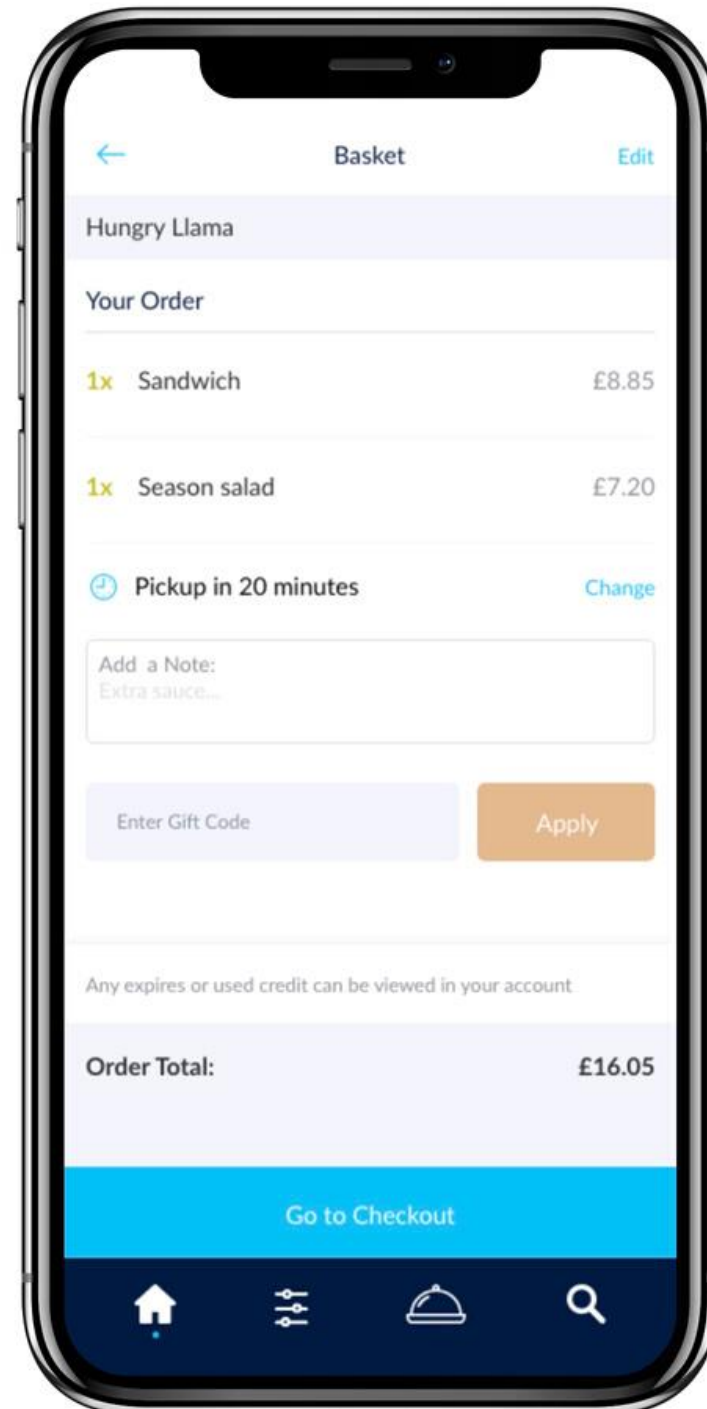 Basket
Edit
Hungry Llama
Your Order
1x Sandwich £8.85
1x Season salad £7.20
Pickup in 20 minutes
Change
Add a Note:
Extra sauce...
Enter Gift Code
Apply
Any expires or used credit can be viewed in your account
Order Total: £16.05
Go to Checkout